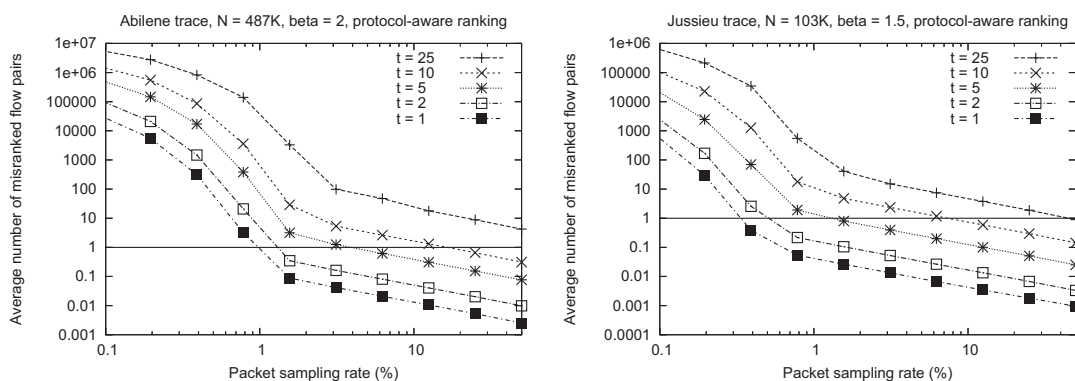 Abilene trace, N = 487K, beta = 2, protocol-aware ranking
Average number of misranked flow pairs
1e+07
1e+06
100000
10000
1000
100
10
1
0.1
0.01
0.001
t = 25
t = 10
t = 5
t = 2
t = 1
0.1
1
10
Packet sampling rate (%)
Jussieu trace, N = 103K, beta = 1.5, protocol-aware ranking
Average number of misranked flow pairs
1e+06
100000
10000
1000
100
10
1
0.1
0.01
0.001
0.0001
t = 25
t = 10
t = 5
t = 2
t = 1
0.1
1
10
Packet sampling rate (%)